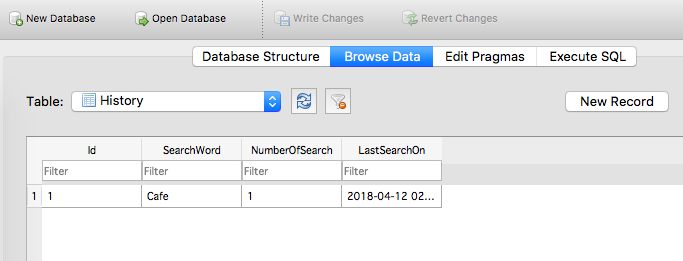 New Database Open Database Write Changes Revert Changes
Database Structure Browse Data Edit Pragmas Execute SQL
Table: History New Record
Id SearchWord NumberOfSearch LastSearchOn
Filter Filter Filter Filter
1 1 Cafe 1 2018-04-12 02...